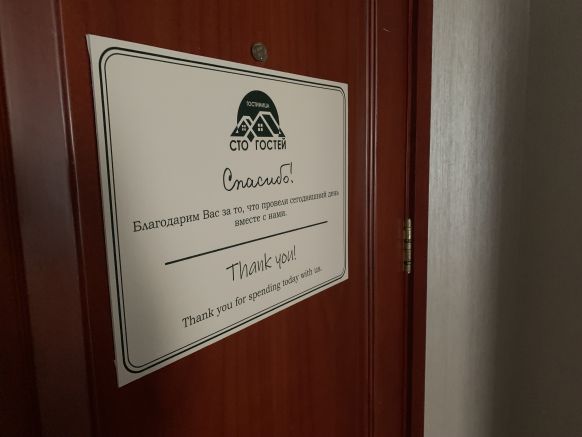 ГОСТИНИЦА
СТО ГОСТЕЙ
Спасибо!
Благодарим Вас за то, что провели сегодняшний день
вместе с нами.
Thank you!
Thank you for spending today with us.